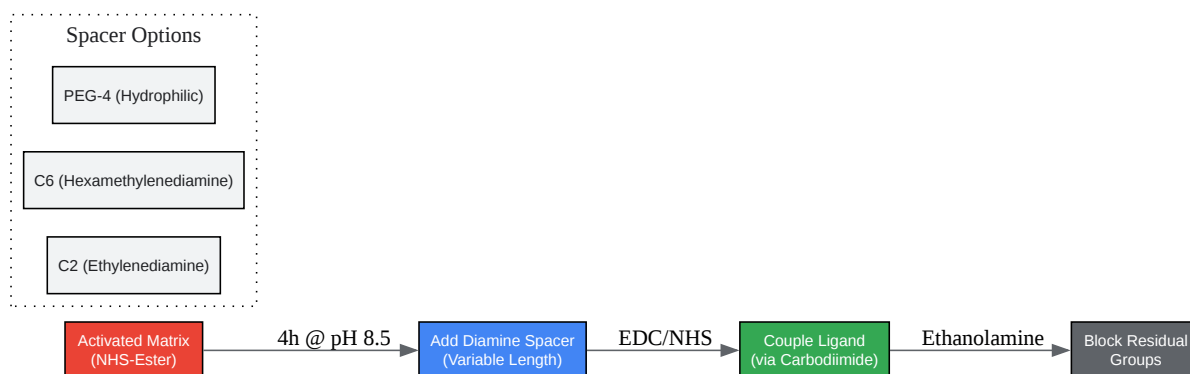 Spacer Options
PEG-4 (Hydrophilic)
C6 (Hexamethylenediamine)
C2 (Ethylenediamine)
Activated Matrix
(NHS-Ester)
4h @ pH 8.5
Add Diamine Spacer
(Variable Length)
EDC/NHS
Couple Ligand
(via Carbodiimide)
Ethanolamine
Block Residual
Groups